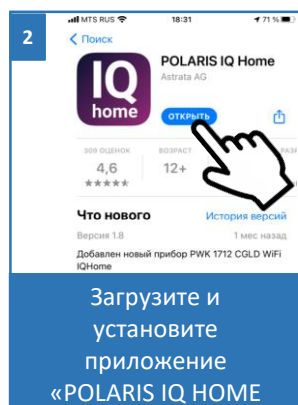 2
MTS RUS 18:31 71 %
Поиск
IQ
home
POLARIS IQ Home
Astrata AG
ОТКРЫТЬ
309 ОЦЕНОК ВОЗРАСТ РАЗ
4,6 12+
★★★★★
Что нового История версий
Версия 1.8 1 мес назад
Добавлен новый прибор PWK 1712 CGLD WiFi
IQHome
Загрузите и
установите
приложение
«POLARIS IQ HOME